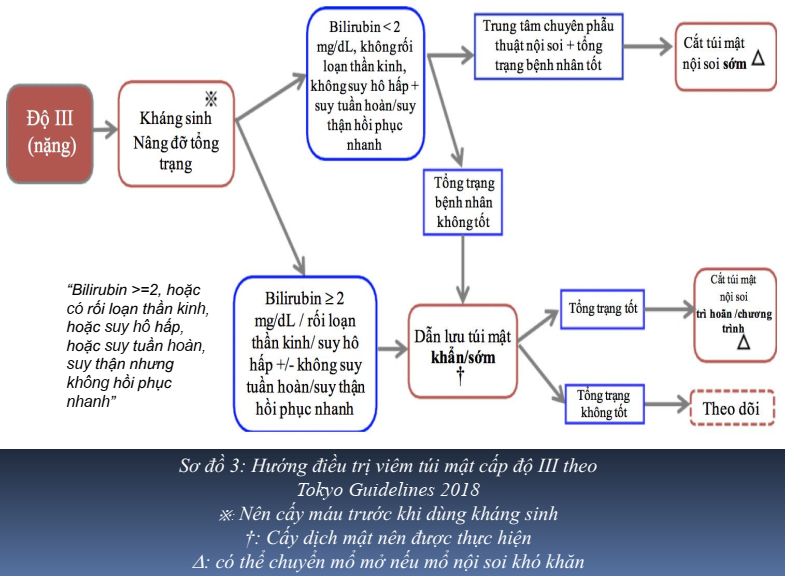 Độ III
(nặng)
※
Kháng sinh
Nâng đỡ tổng
trạng
Bilirubin < 2
mg/dL, không rối
loạn thần kinh,
không suy hô hấp +
suy tuần hoàn/suy
thận hồi phục
nhanh
Trung tâm chuyên phẫu
thuật nội soi + tổng
trạng bệnh nhân tốt
Cắt túi mật
nội soi sớm Δ
Tổng trạng
bệnh nhân
không tốt
“Bilirubin >=2, hoặc
có rối loạn thần kinh,
hoặc suy hô hấp,
hoặc suy tuần hoàn,
suy thận nhưng
không hồi phục
nhanh”
Bilirubin ≥ 2
mg/dL / rối loạn
thần kinh/ suy hô
hấp +/- không suy
tuần hoàn/suy thận
hồi phục nhanh
Dẫn lưu túi mật
khẩn/sớm
†
Tổng trạng tốt
Cắt túi mật
nội soi
trì hoãn /chương
trình
Δ
Tổng trạng
không tốt
Theo dõi
Sơ đồ 3: Hướng điều trị viêm túi mật cấp độ III theo
Tokyo Guidelines 2018
※: Nên cấy máu trước khi dùng kháng sinh
†: Cấy dịch mật nên được thực hiện
Δ: có thể chuyển mổ mở nếu mổ nội soi khó khăn